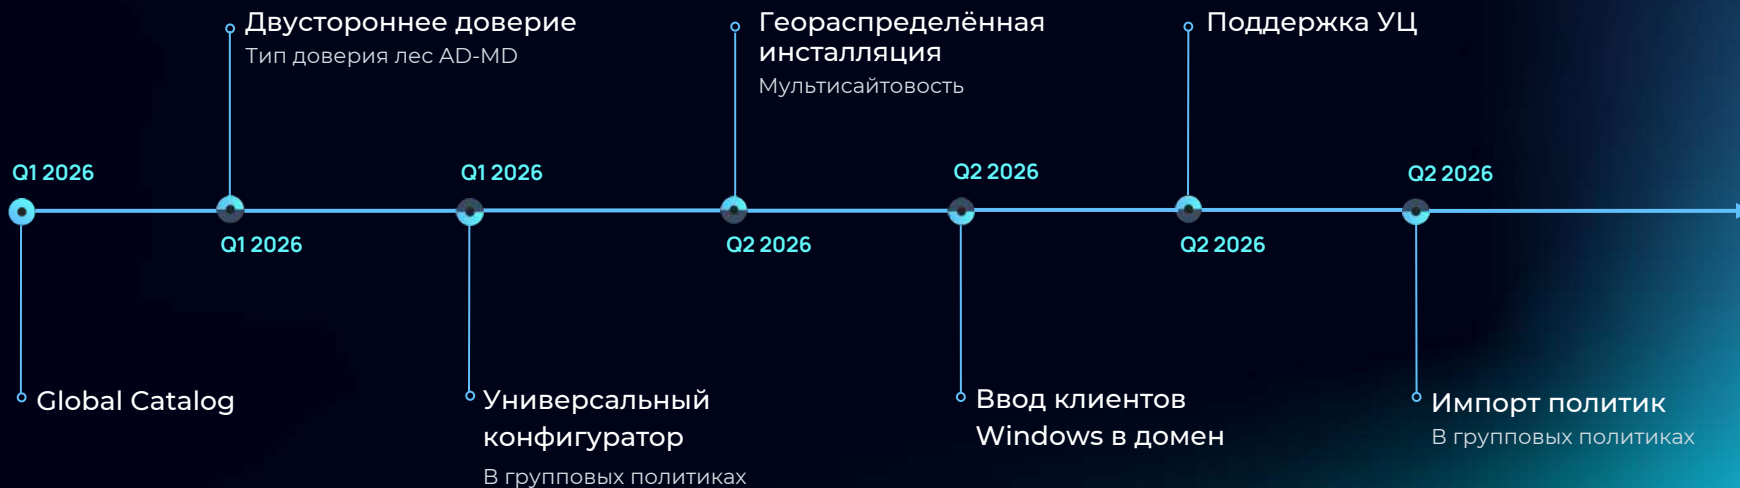 Двустороннее доверие
Тип доверия лес AD-MD
Геораспределённая
инсталляция
Мультисайтовость
Поддержка УЦ
Q1 2026
Q1 2026
Q2 2026
Q2 2026
Q1 2026
Q2 2026
Q2 2026
Global Catalog
Универсальный
конфигуратор
В групповых политиках
Ввод клиентов
Windows в домен
Импорт политик
В групповых политиках